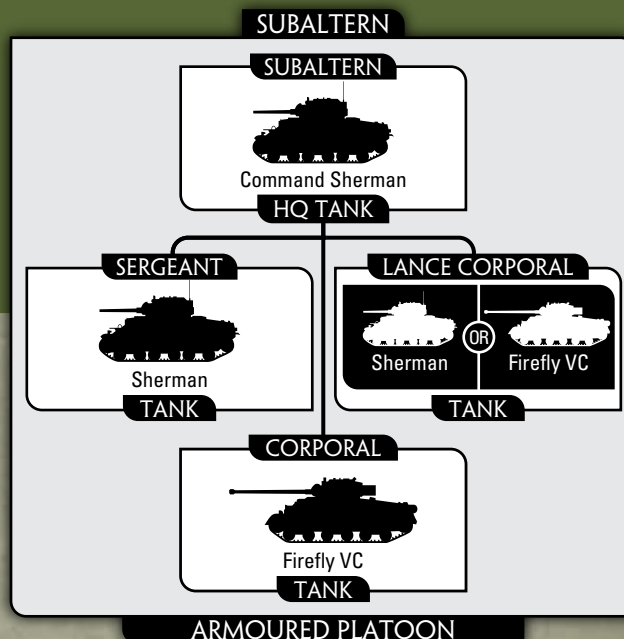 SUBALTERN
SUBALTERN
Command Sherman
HQ TANK
SERGEANT
Sherman
TANK
LANCE CORPORAL
Sherman
OR
Firefly VC
TANK
CORPORAL
Firefly VC
TANK
ARMOURED PLATOON